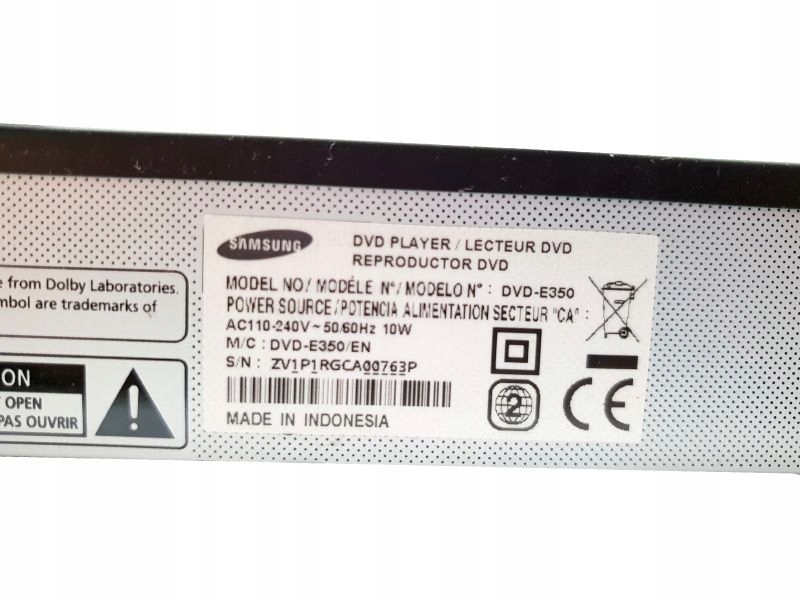 SAMSUNG
DVD PLAYER / LECTEUR DVD
REPRODUCTOR DVD
MODEL NO/ MODÈLE N°/ MODELO N° : DVD-E350
POWER SOURCE/POTENCIA ALIMENTATION SECTEUR "CA" :
AC110-240V~50/60Hz 10W
M/C : DVD-E350/EN
S/N : ZV1P1RGCA00763P
MADE IN INDONESIA
2
CE
e from Dolby Laboratories.
mbol are trademarks of
ON
T OPEN
PAS OUVRIR
!